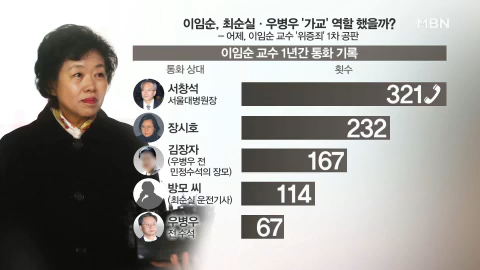 이임순, 최순실·우병우 '가교' 역할 했을까?
MBN
- 어제, 이임순 교수 '위증죄' 1차 공판
이임순 교수 1년간 통화 기록
통화 상대 횟수
서창석
서울대병원장
321
장시호
232
김장자
(우병우 전
민정수석의 장모)
167
방모 씨
(최순실 운전기사)
114
우병우
전 수석
67